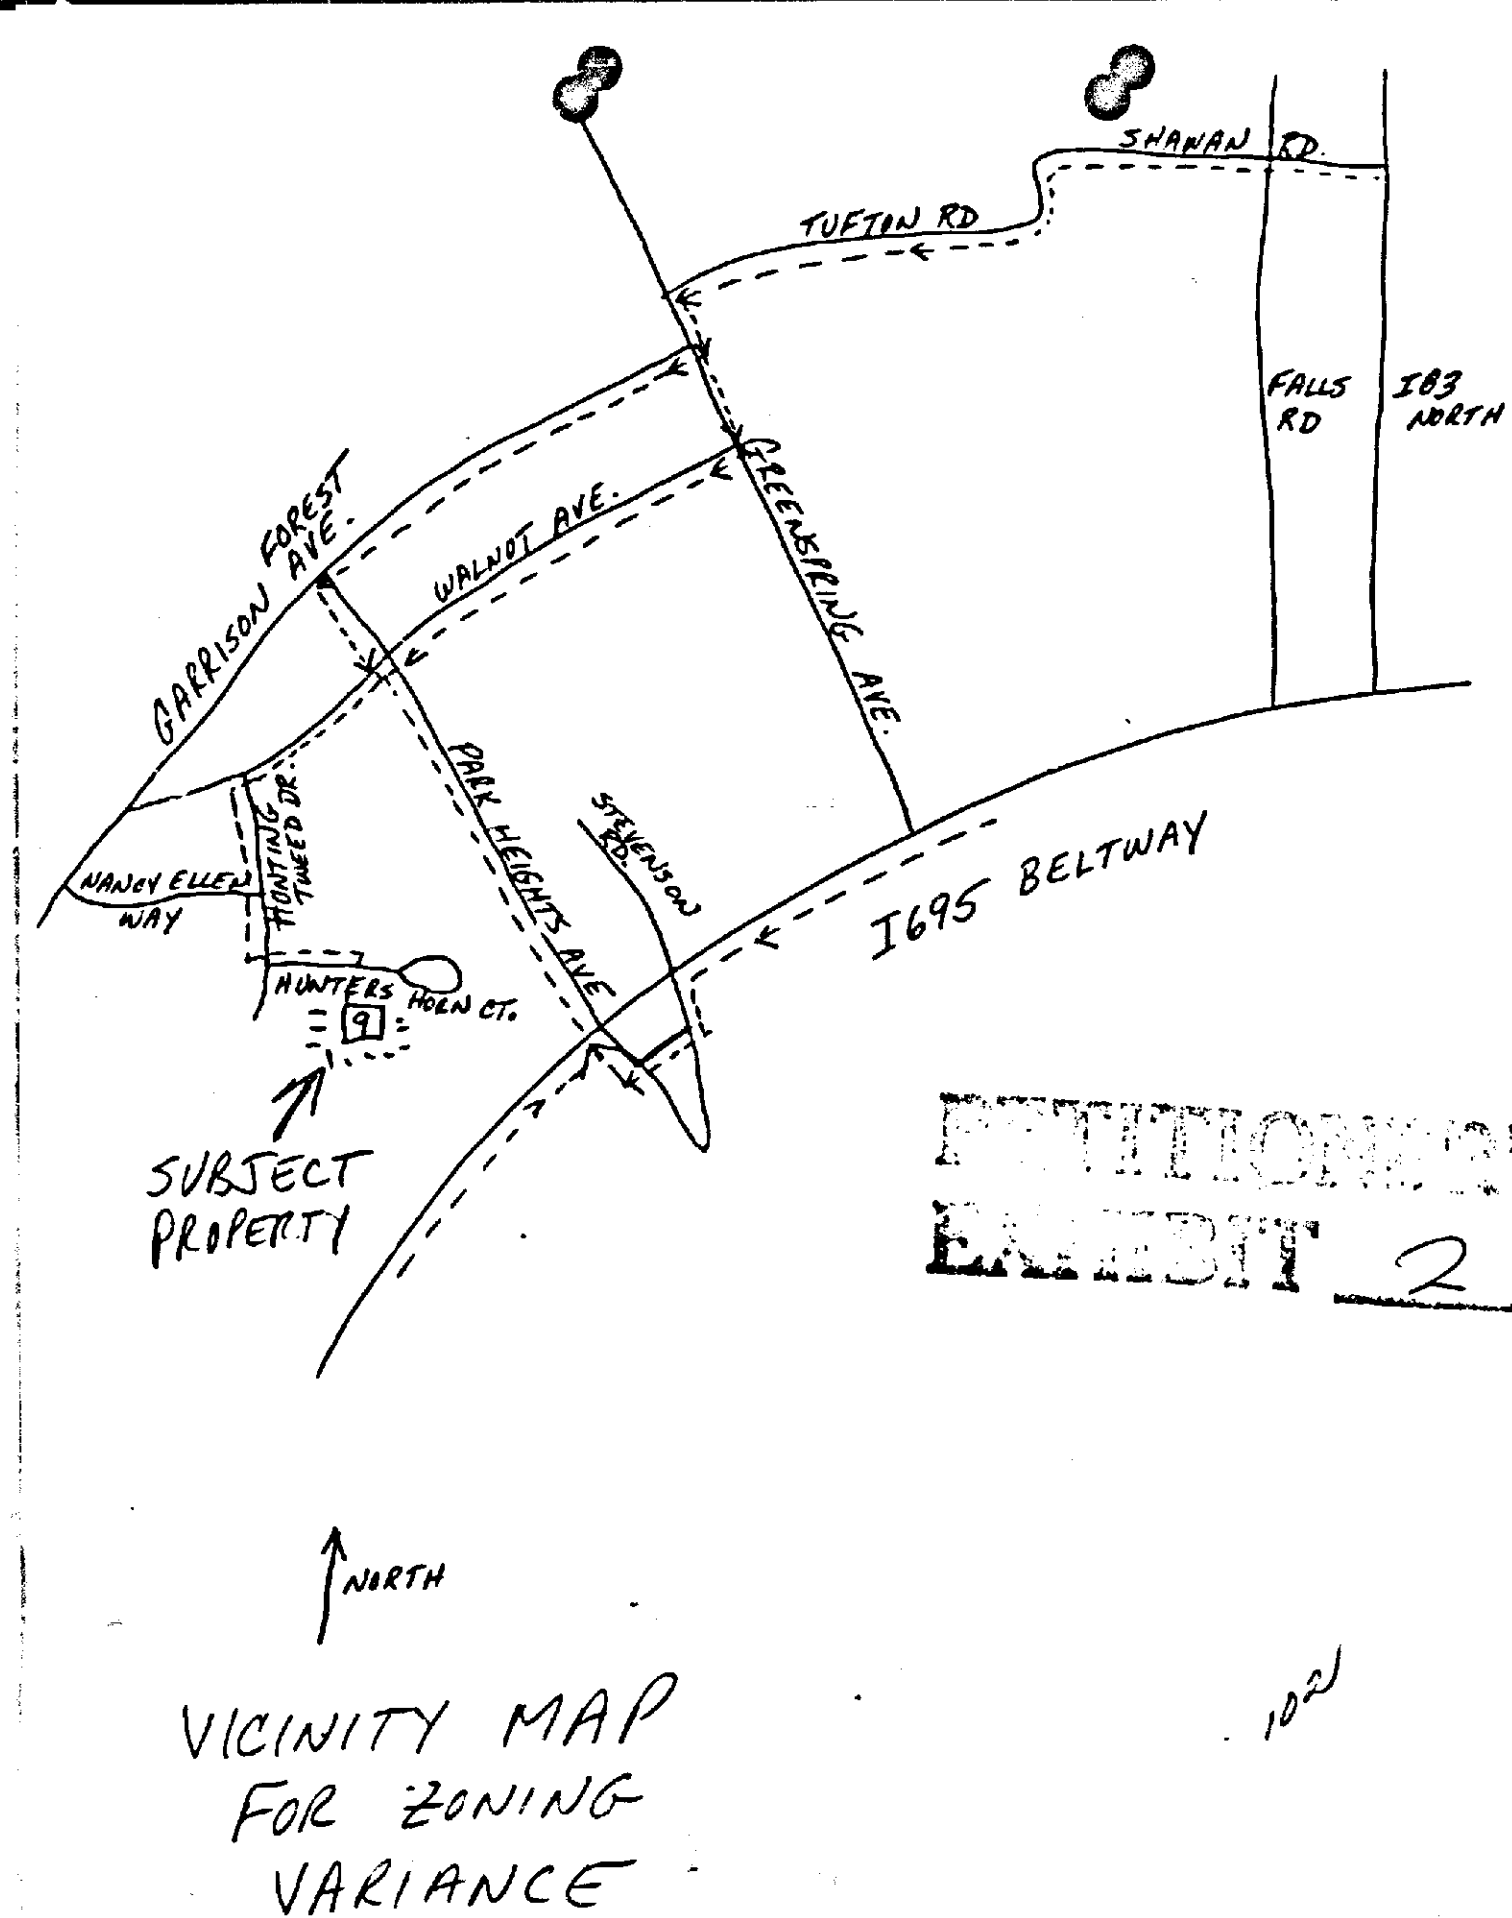 SHANAN RD.
TUFTON RD
FALLS
RD
I83
NORTH
GARRISON FOREST
AVE.
WALNUT AVE.
GREENSPRING AVE.
PARK HEIGHTS AVE
STEVENSON
RD.
I695 BELTWAY
HUNTING
TWEED DR.
NANCY ELLEN
WAY
HUNTERS HORN CT.
9
SUBJECT
PROPERTY
PETITIONER'
EXHIBIT 2
NORTH
VICINITY MAP
FOR ZONING
VARIANCE